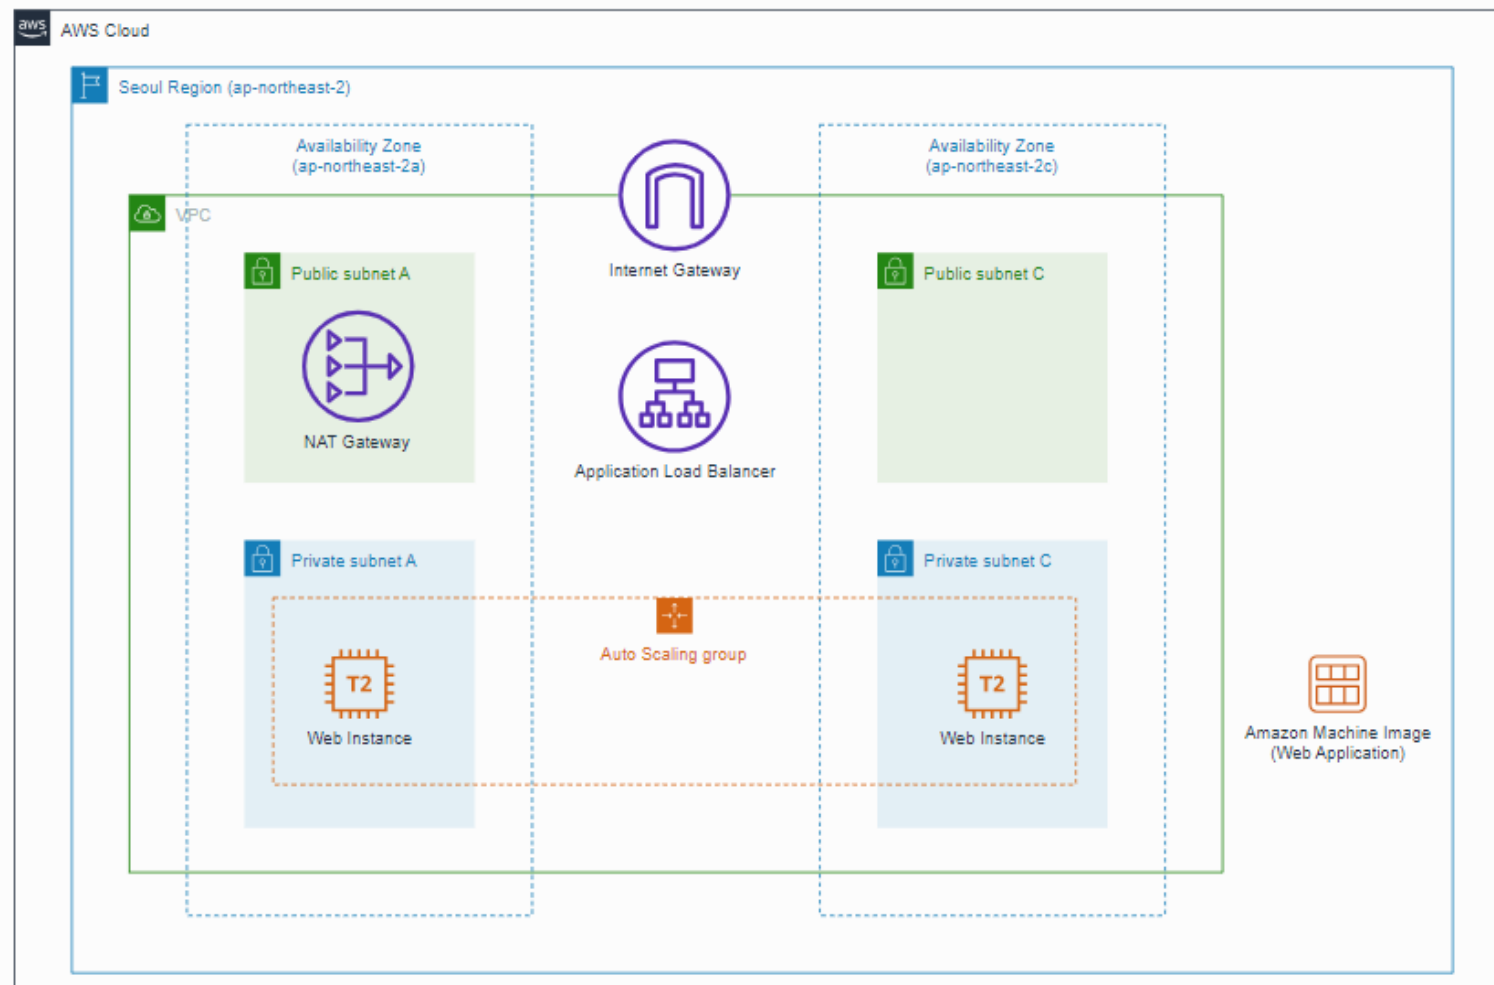 aws
AWS Cloud
Seoul Region (ap-northeast-2)
Availability Zone
(ap-northeast-2a)
Availability Zone
(ap-northeast-2c)
VPC
Internet Gateway
Public subnet A
Public subnet C
NAT Gateway
Application Load Balancer
Private subnet A
Private subnet C
Auto Scaling group
T2
T2
Web Instance
Web Instance
Amazon Machine Image
(Web Application)